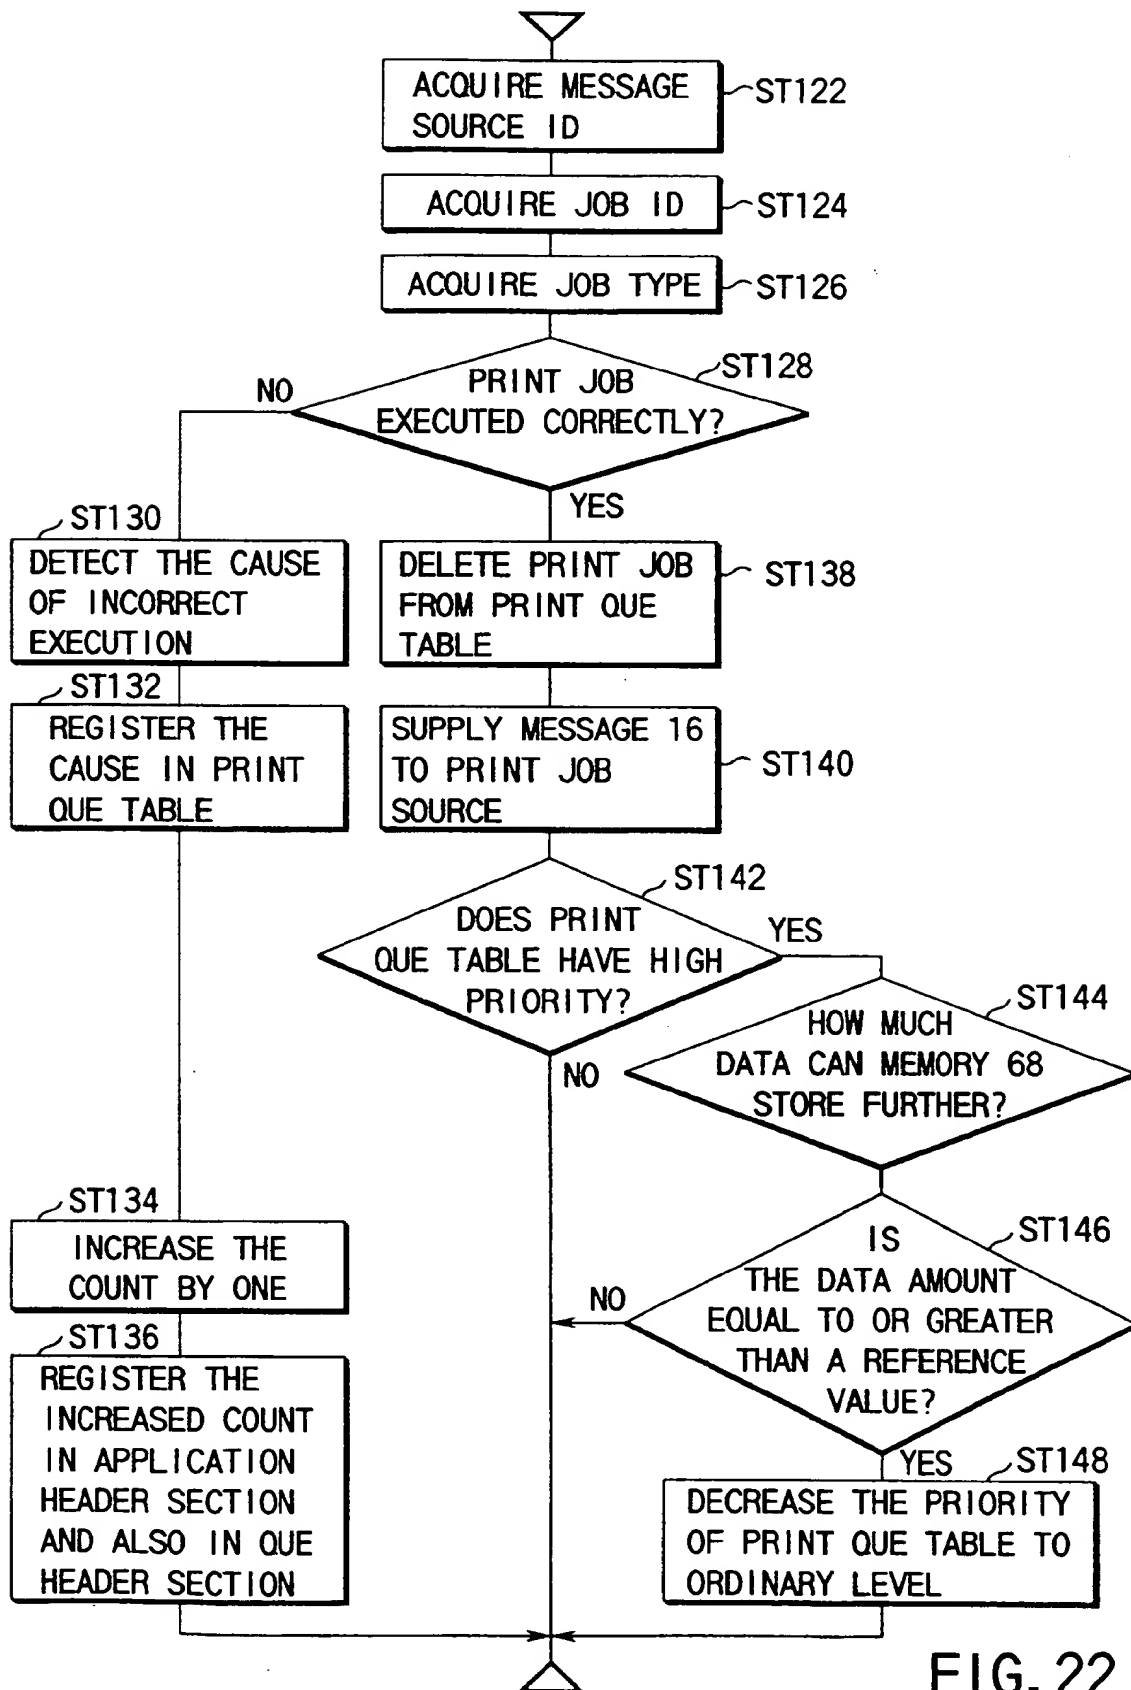 ACQUIRE MESSAGE
SOURCE ID
ST122
ACQUIRE JOB ID
ST124
ACQUIRE JOB TYPE
ST126
PRINT JOB
EXECUTED CORRECTLY?
ST128
NO
YES
ST130
DETECT THE CAUSE
OF INCORRECT
EXECUTION
ST132
REGISTER THE
CAUSE IN PRINT
QUE TABLE
ST134
INCREASE THE
COUNT BY ONE
ST136
REGISTER THE
INCREASED COUNT
IN APPLICATION
HEADER SECTION
AND ALSO IN QUE
HEADER SECTION
DELETE PRINT JOB
FROM PRINT QUE
TABLE
ST138
SUPPLY MESSAGE 16
TO PRINT JOB
SOURCE
ST140
ST142
DOES PRINT
QUE TABLE HAVE HIGH
PRIORITY?
YES
NO
ST144
HOW MUCH
DATA CAN MEMORY 68
STORE FURTHER?
ST146
IS
THE DATA AMOUNT
EQUAL TO OR GREATER
THAN A REFERENCE
VALUE?
NO
YES
ST148
DECREASE THE PRIORITY
OF PRINT QUE TABLE TO
ORDINARY LEVEL
FIG. 22